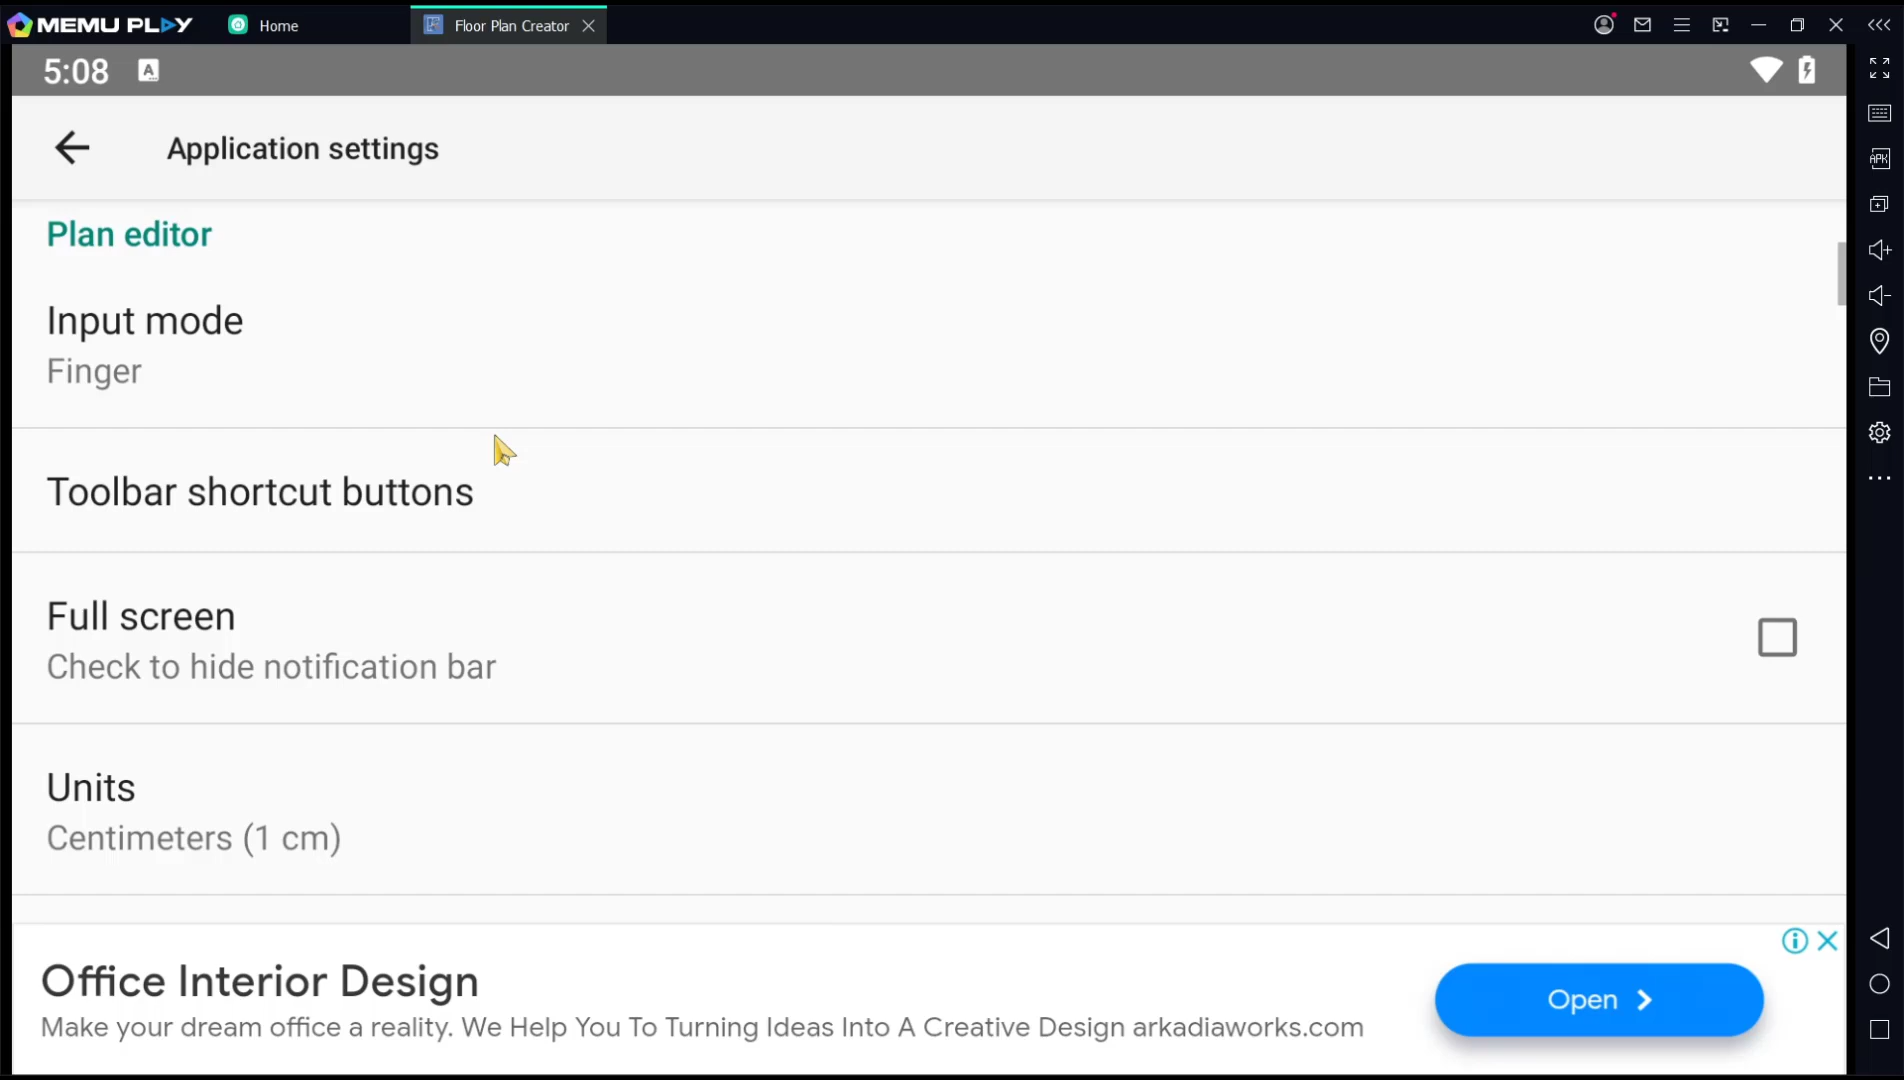 MEMU PLAY
Home
Floor Plan Creator
5:08
A
Application settings
Plan editor
Input mode
Finger
Toolbar shortcut buttons
Full screen
Check to hide notification bar
Units
Centimeters (1 cm)
Office Interior Design
Make your dream office a reality. We Help You To Turning Ideas Into A Creative Design arkadiaworks.com
Open
APK